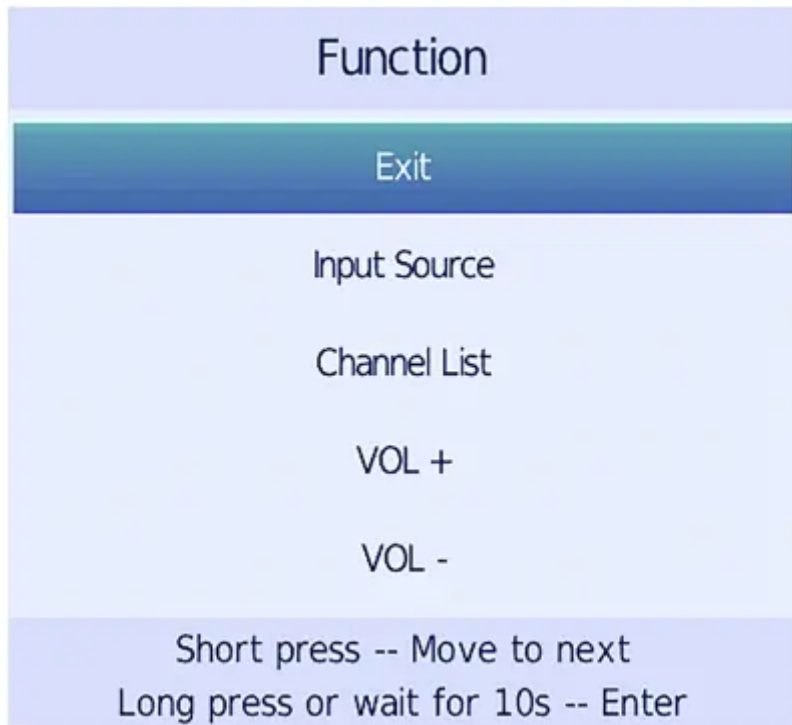 Function
Exit
Input Source
Channel List
VOL +
VOL -
Short press -- Move to next
Long press or wait for 10s -- Enter